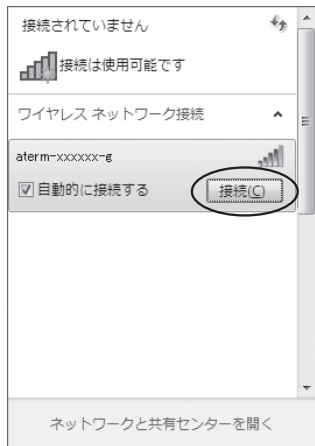 接続されていません
接続は使用可能です
ワイヤレス ネットワーク接続
aterm-xxxxxx-g
自動的に接続する
接続(C)
ネットワークと共有センターを開く